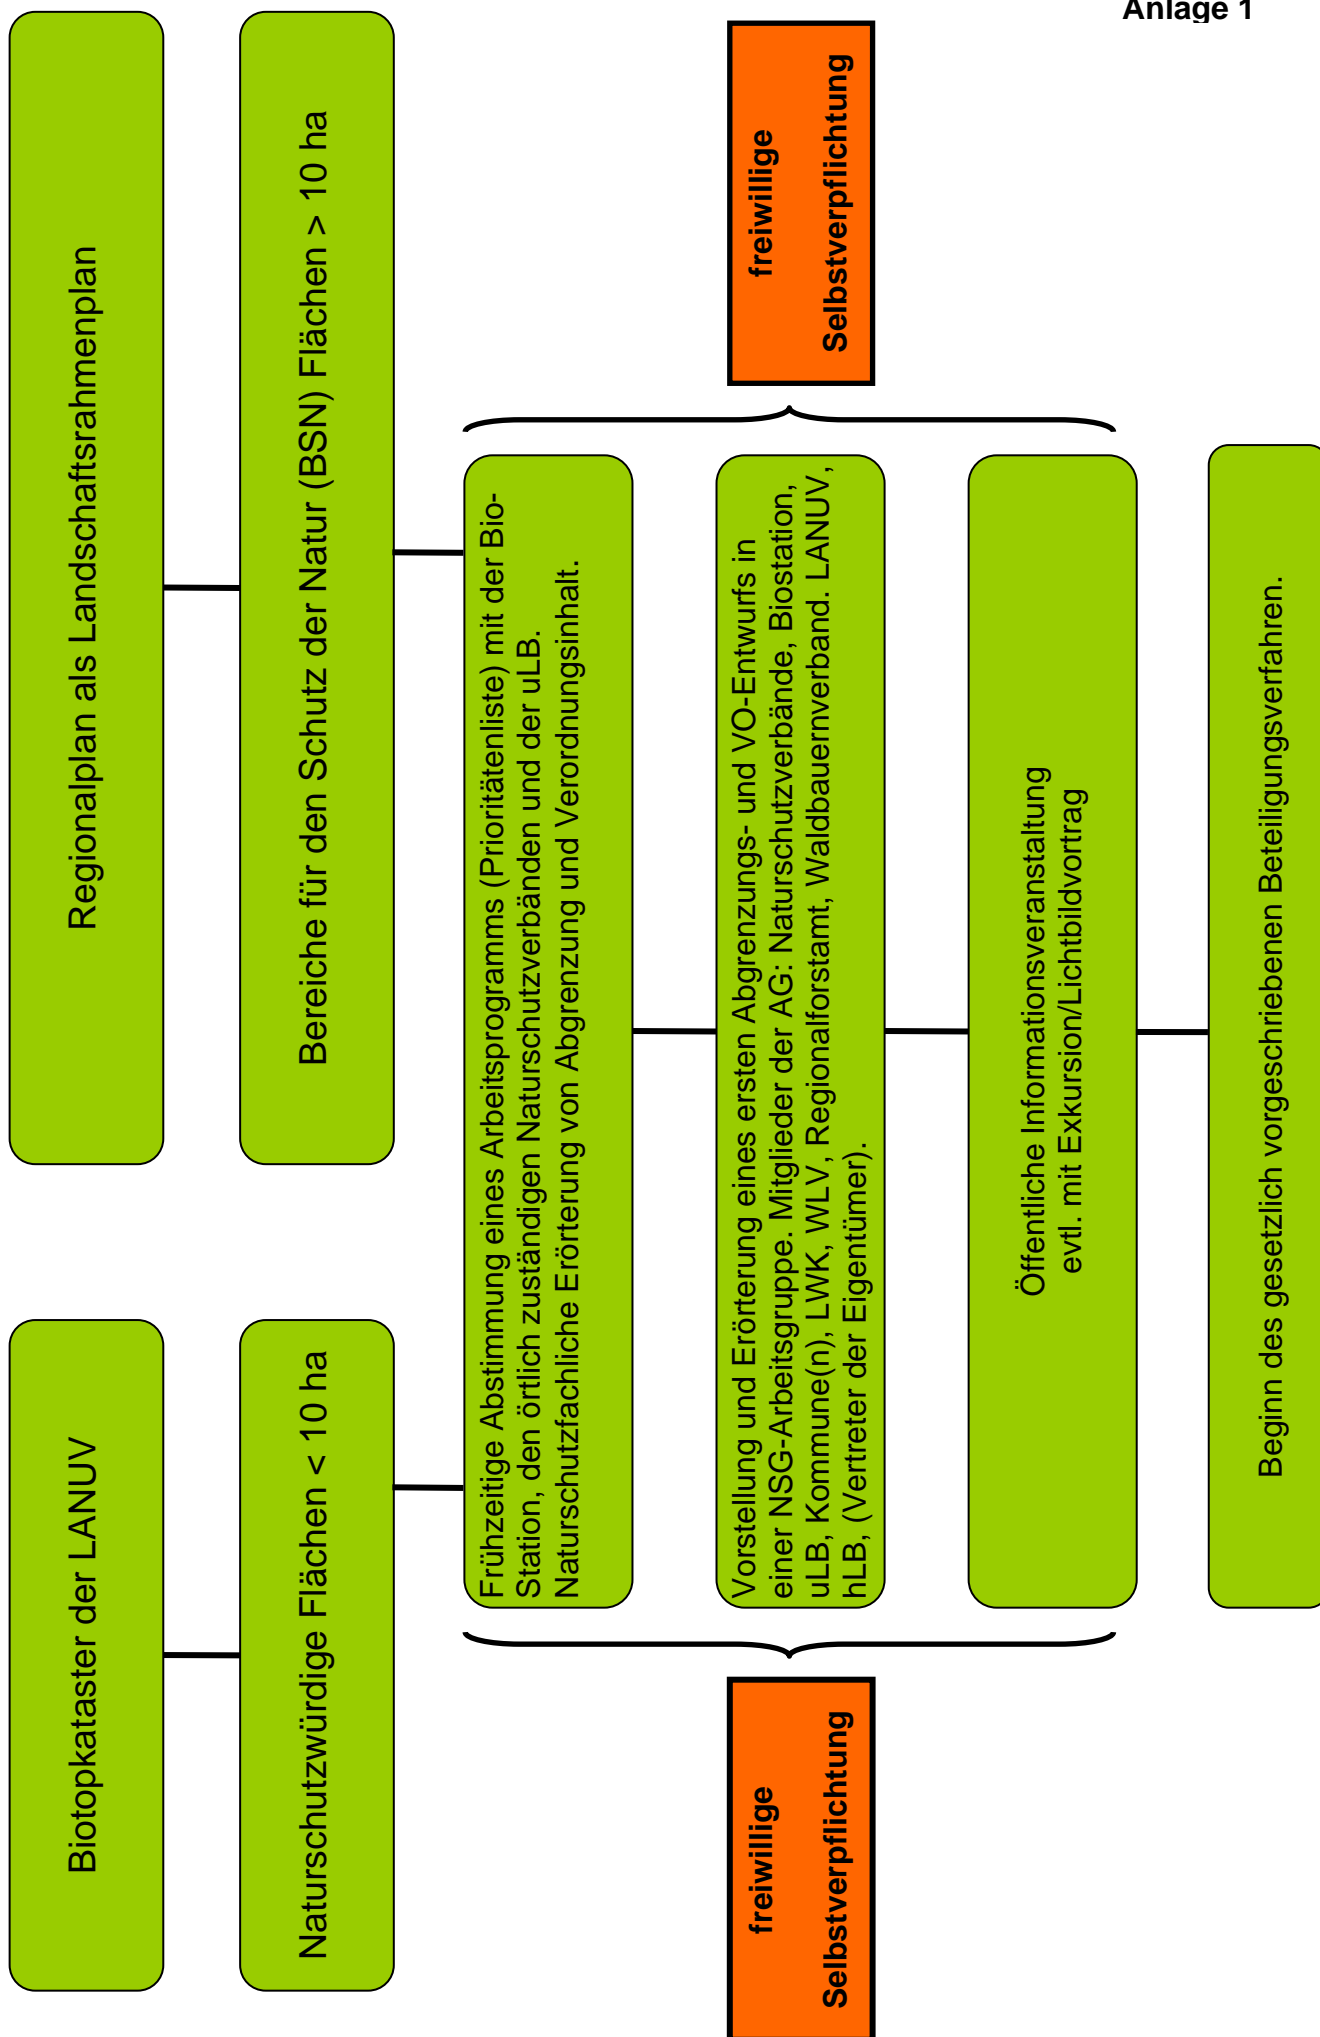 Anlage 1
Biotopkataster der LANUV
Regionalplan als Landschaftsrahmenplan
Naturschutzwürdige Flächen < 10 ha
Bereiche für den Schutz der Natur (BSN) Flächen > 10 ha
Frühzeitige Abstimmung eines Arbeitsprogramms (Prioritätenliste) mit der Bio-
Station, den örtlich zuständigen Naturschutzverbänden und der uLB.
Naturschutzfachliche Erörterung von Abgrenzung und Verordnungsinhalt.
freiwillige
Selbstverpflichtung
Vorstellung und Erörterung eines ersten Abgrenzungs- und VO-Entwurfs in
einer NSG-Arbeitsgruppe. Mitglieder der AG: Naturschutzverbände, Biostation,
uLB, Kommune(n), LWK, WLV, Regionalforstamt, Waldbauernverband. LANUV,
hLB, (Vertreter der Eigentümer).
freiwillige
Selbstverpflichtung
Öffentliche Informationsveranstaltung
evtl. mit Exkursion/Lichtbildvortrag
Beginn des gesetzlich vorgeschriebenen Beteiligungsverfahren.